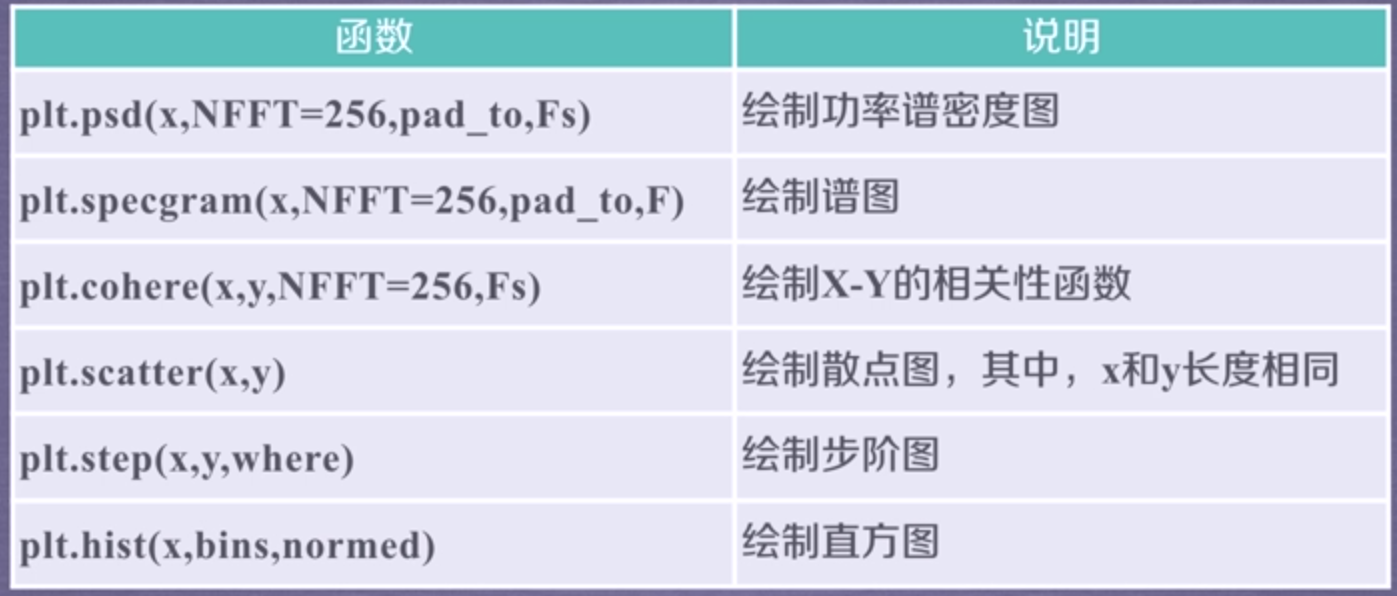 函数 说明
plt.psd(x,NFFT=256,pad_to,Fs) 绘制功率谱密度图
plt.specgram(x,NFFT=256,pad_to,F) 绘制谱图
plt.cohere(x,y,NFFT=256,Fs) 绘制X-Y的相关性函数
plt.scatter(x,y) 绘制散点图，其中，x和y长度相同
plt.step(x,y,where) 绘制步阶图
plt.hist(x,bins,normed) 绘制直方图